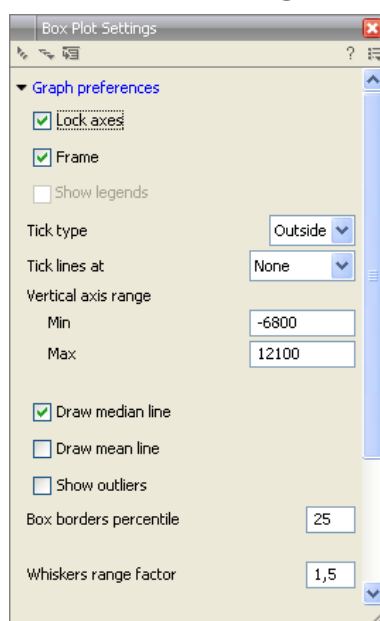 Box Plot Settings
?
Graph preferences
Lock axes
Frame
Show legends
Tick type Outside
Tick lines at None
Vertical axis range
Min -6800
Max 12100
Draw median line
Draw mean line
Show outliers
Box borders percentile 25
Whiskers range factor 1,5